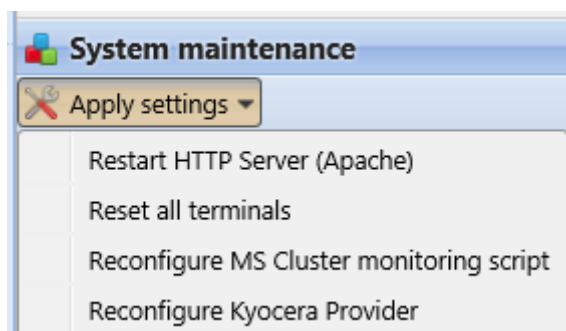 System maintenance
Apply settings
Restart HTTP Server (Apache)
Reset all terminals
Reconfigure MS Cluster monitoring script
Reconfigure Kyocera Provider